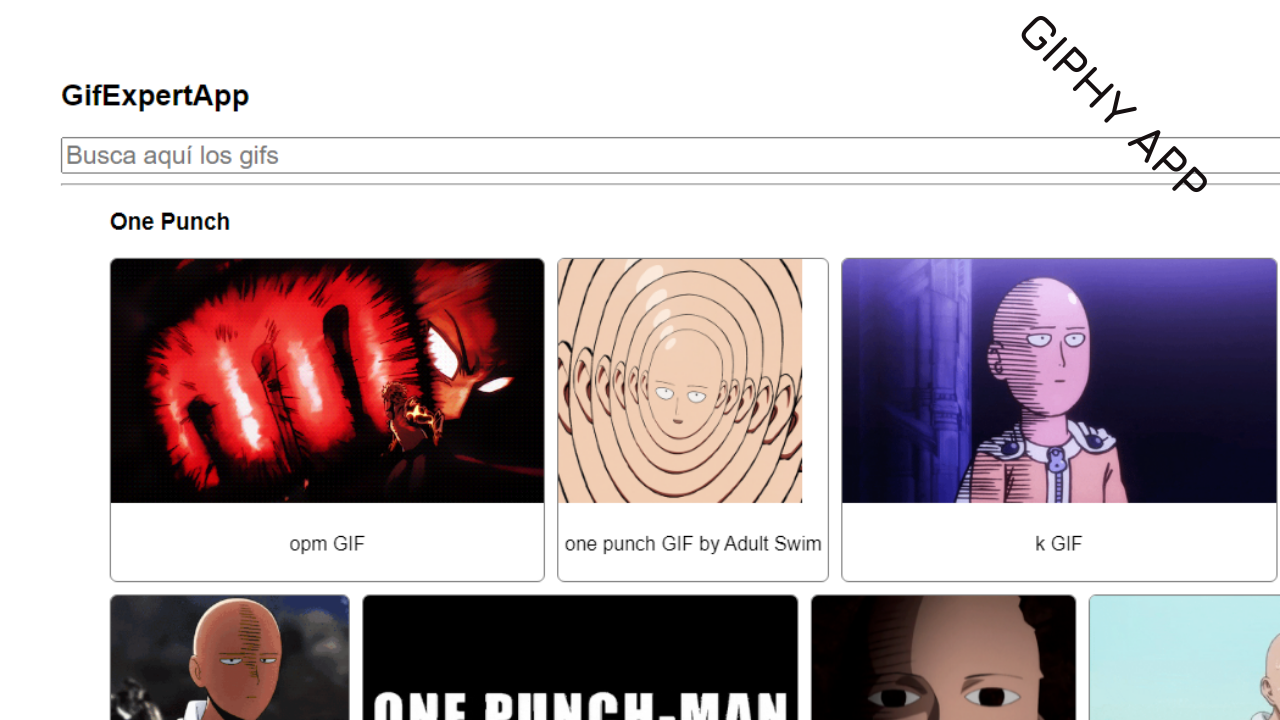 GIPHY APP
GifExpertApp
Busca aquí los gifs
One Punch
opm GIF
one punch GIF by Adult Swim
k GIF
ONE PUNCH-MAN